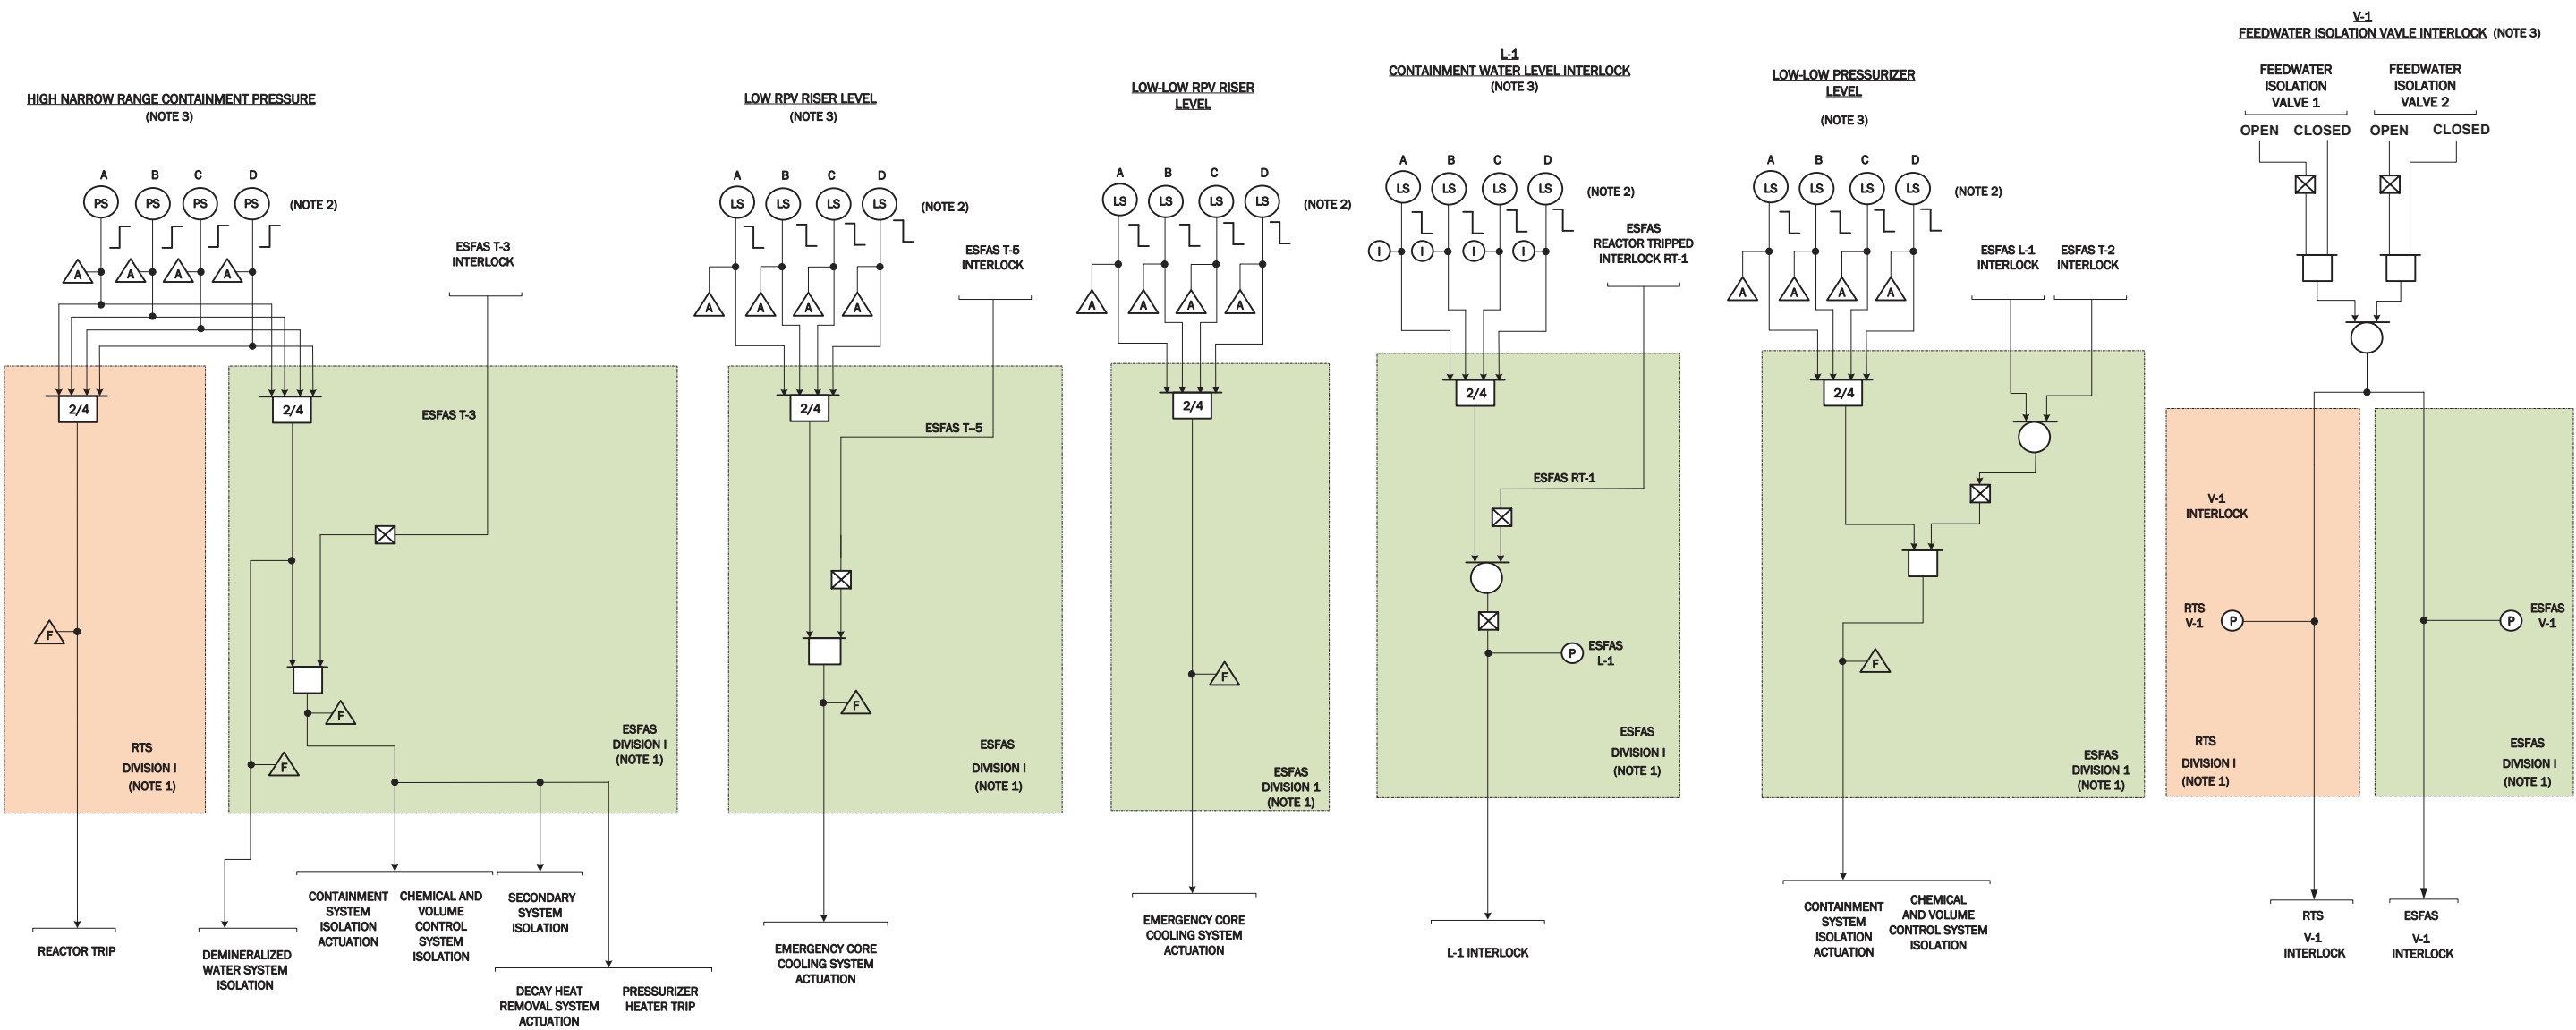 HIGH NARROW RANGE CONTAINMENT PRESSURE
(NOTE 3)
A B C D
PS PS PS PS (NOTE 2)
A A A A
ESFAS T-3
INTERLOCK
2/4 2/4
ESFAS T-3
F
F
F
RTS
DIVISION I
(NOTE 1)
ESFAS
DIVISION I
(NOTE 1)
REACTOR TRIP
DEMINERALIZED
WATER SYSTEM
ISOLATION
CONTAINMENT
SYSTEM
ISOLATION
ACTUATION
CHEMICAL AND
VOLUME
CONTROL
SYSTEM
ISOLATION
SECONDARY
SYSTEM
ISOLATION
DECAY HEAT
REMOVAL SYSTEM
ACTUATION
PRESSURIZER
HEATER TRIP
LOW RPV RISER LEVEL
(NOTE 3)
A B C D
LS LS LS LS (NOTE 2)
A A A A
ESFAS T-5
INTERLOCK
2/4
ESFAS T–5
F
ESFAS
DIVISION I
(NOTE 1)
EMERGENCY CORE
COOLING SYSTEM
ACTUATION
LOW-LOW RPV RISER
LEVEL
A B C D
LS LS LS LS (NOTE 2)
A A A A
2/4
F
ESFAS
DIVISION 1
(NOTE 1)
EMERGENCY CORE
COOLING SYSTEM
ACTUATION
L-1
CONTAINMENT WATER LEVEL INTERLOCK
(NOTE 3)
A B C D
LS LS LS LS (NOTE 2)
I I I I
ESFAS
REACTOR TRIPPED
INTERLOCK RT-1
2/4
ESFAS RT-1
P ESFAS
L-1
ESFAS
DIVISION I
(NOTE 1)
L-1 INTERLOCK
LOW-LOW PRESSURIZER
LEVEL
(NOTE 3)
A B C D
LS LS LS LS (NOTE 2)
A A A A
ESFAS L-1
INTERLOCK
ESFAS T-2
INTERLOCK
2/4
F
ESFAS
DIVISION 1
(NOTE 1)
CONTAINMENT
SYSTEM
ISOLATION
ACTUATION
CHEMICAL
AND VOLUME
CONTROL SYSTEM
ISOLATION
V-1
FEEDWATER ISOLATION VAVLE INTERLOCK (NOTE 3)
FEEDWATER
ISOLATION
VALVE 1
FEEDWATER
ISOLATION
VALVE 2
OPEN CLOSED OPEN CLOSED
V-1
INTERLOCK
RTS
V-1
P
P
ESFAS
V-1
RTS
DIVISION I
(NOTE 1)
ESFAS
DIVISION I
(NOTE 1)
RTS
V-1
INTERLOCK
ESFAS
V-1
INTERLOCK